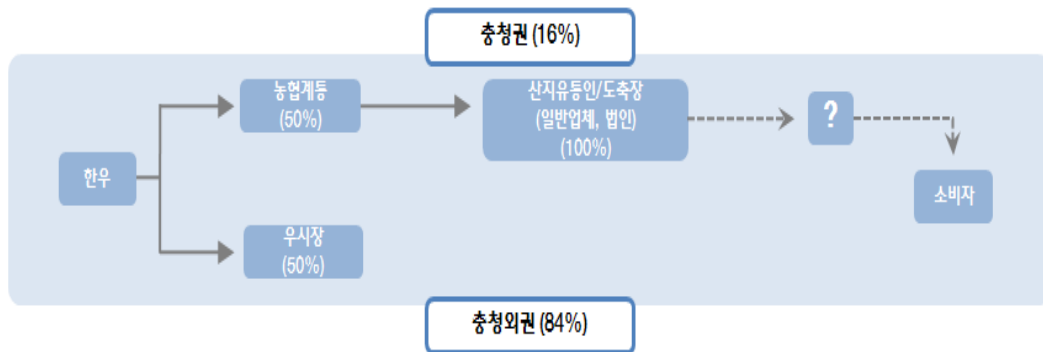 충청권 (16%)
농협계통
(50%)
산지유통인/도축장
(일반업체, 법인)
(100%)
?
한우
소비자
우시장
(50%)
충청외권 (84%)